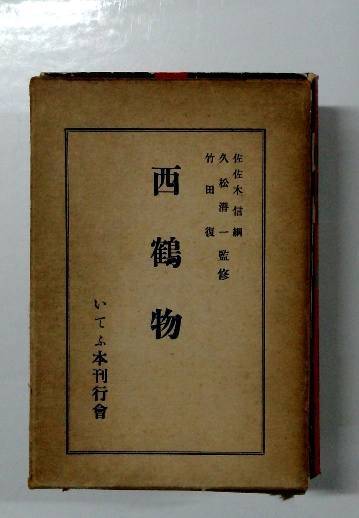 佐佐木信綱
久松潜一監修
竹田復
西鶴物
いてふ本刊行會